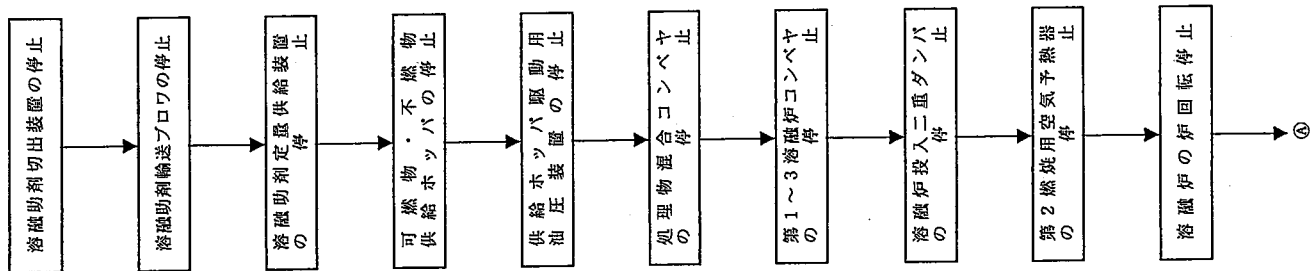 溶融助剤切出装置の停止
溶融助剤輸送ブロワの停止
溶融助剤定量供給装置
の停止
可燃物・不燃物
供給ホッパの停止
供給ホッパ駆動用
油圧装置の停止
処理物混合コンベヤ
の停止
第1～3溶融炉コンベヤ
の停止
溶融炉投入二重ダンパ
の停止
第2燃焼用空気予熱器
の停止
溶融炉の炉回転停止
Ⓐ